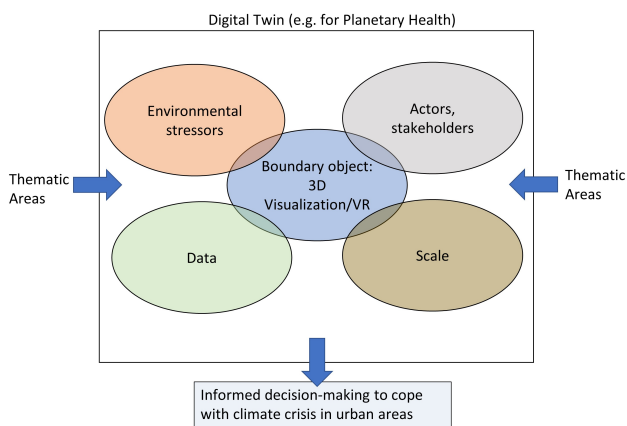 Digital Twin (e.g. for Planetary Health)
Environmental
stressors
Actors,
stakeholders
Boundary object:
3D
Visualization/VR
Thematic
Areas
Thematic
Areas
Data
Scale
Informed decision-making to cope
with climate crisis in urban areas